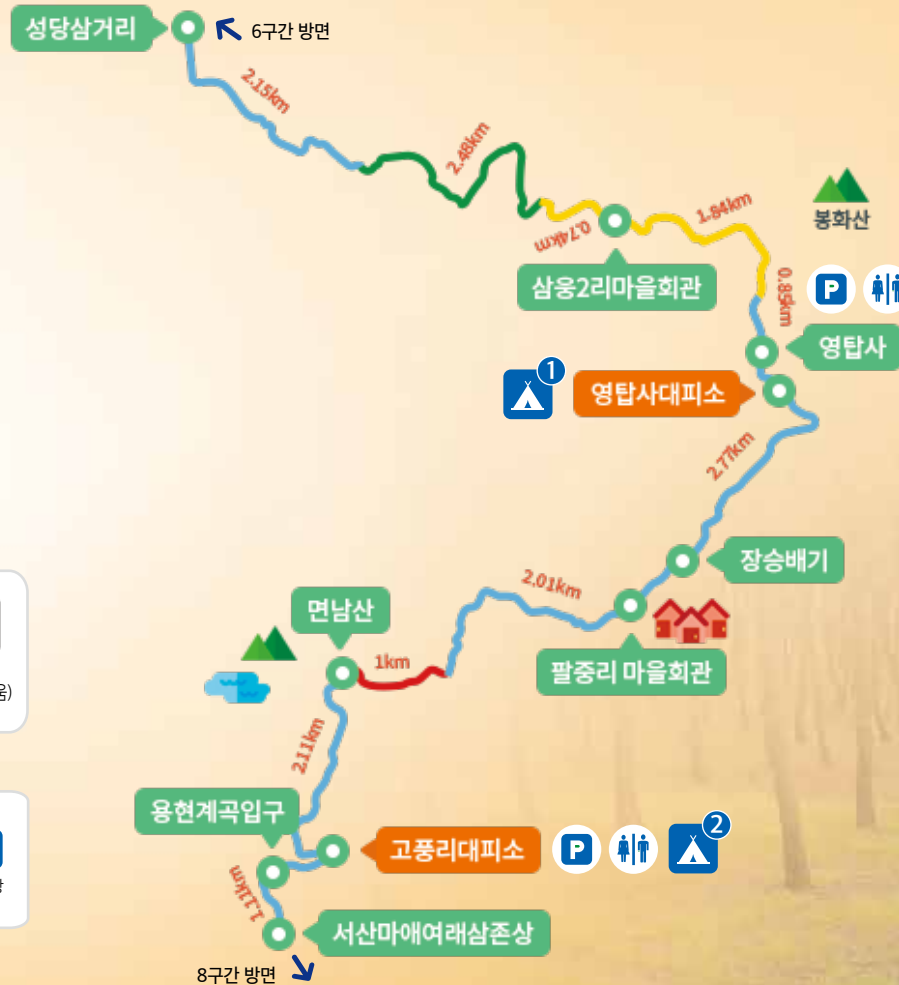 성당삼거리
6구간 방면
2.15km
2.48km
0.74km
1.84km
봉화산
삼웅2리마을회관
0.85km
P
영탑사
1
영탑사대피소
2.77km
장승배기
2.01km
면남산
1km
팔중리 마을회관
2.11km
용현계곡입구
고풍리대피소
P
2
1.11km
서산마애여래삼존상
8구간 방면